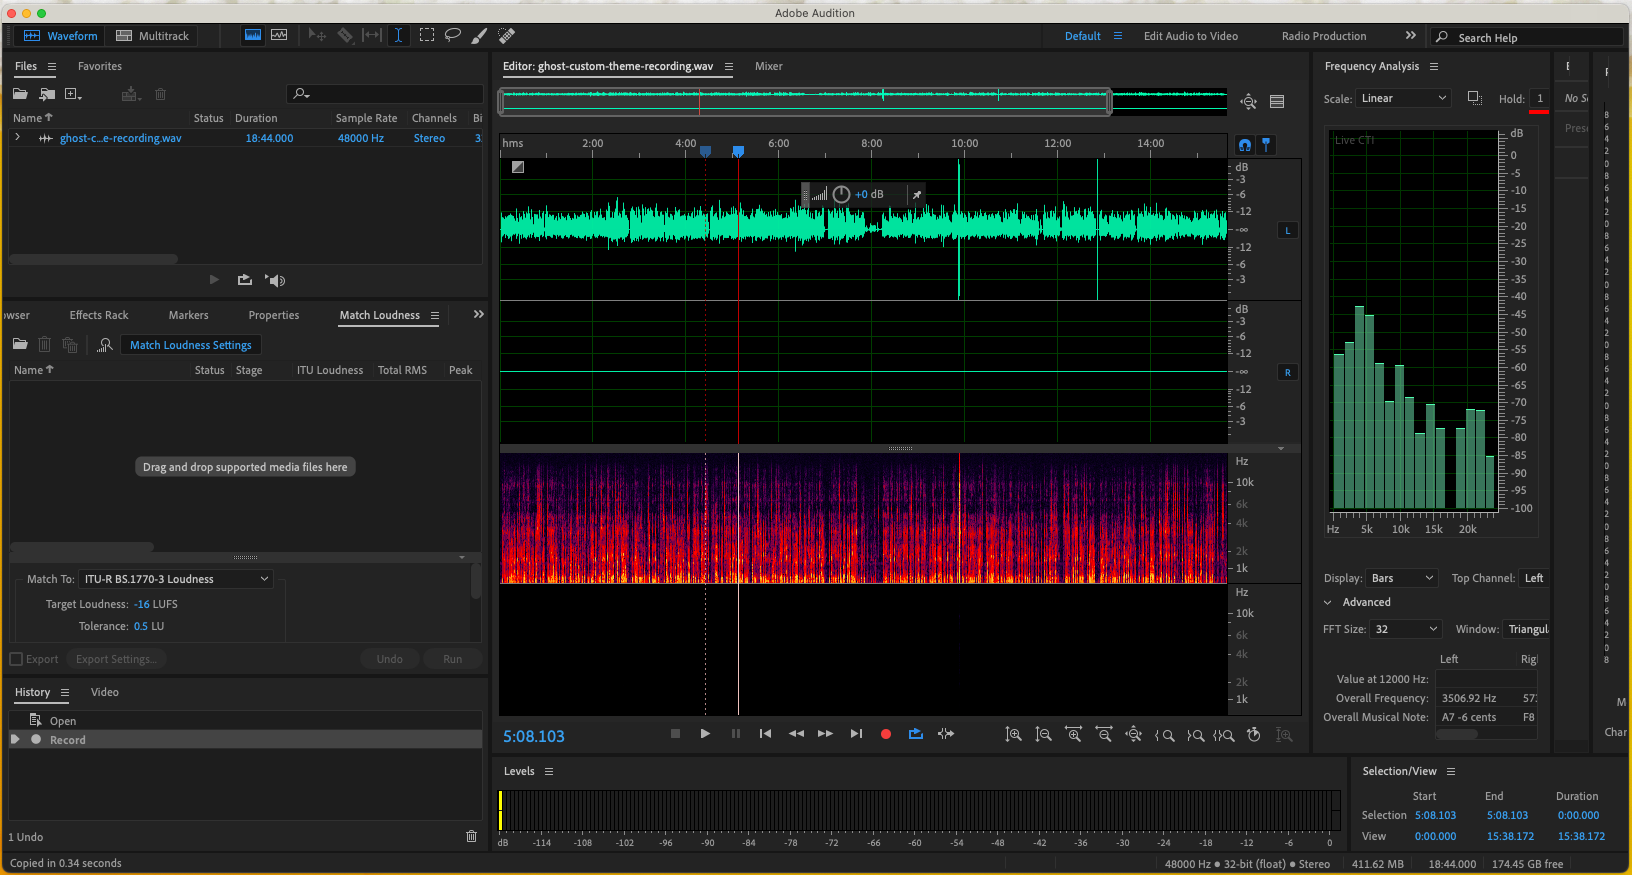 Adobe Audition
Waveform Multitrack
Default Edit Audio to Video Radio Production Search Help
Files Favorites
Name Status Duration Sample Rate Channels Bi
ghost-c...e-recording.wav 18:44.000 48000 Hz Stereo 3
owser Effects Rack Markers Properties Match Loudness
Match Loudness Settings
Name Status Stage ITU Loudness Total RMS Peak
Drag and drop supported media files here
Match To: ITU-R BS.1770-3 Loudness
Target Loudness: -16 LUFS
Tolerance: 0.5 LU
Export Export Settings... Undo Run
History Video
Open
Record
1 Undo
Copied in 0.34 seconds
Editor: ghost-custom-theme-recording.wav Mixer
hms 2:00 4:00 6:00 8:00 10:00 12:00 14:00
+0 dB
dB
-3
-6
-12
-∞
-12
-6
-3
L
dB
-3
-6
-12
-∞
-12
-6
-3
R
Hz
10k
6k
4k
2k
1k
Hz
10k
6k
4k
2k
1k
5:08.103
Levels
dB -114 -108 -102 -96 -90 -84 -78 -72 -66 -60 -54 -48 -42 -36 -30 -24 -18 -12 -6 0
Frequency Analysis
Scale: Linear Hold: 1
Live CTI
dB
0
-5
-10
-15
-20
-25
-30
-35
-40
-45
-50
-55
-60
-65
-70
-75
-80
-85
-90
-95
-100
Hz 5k 10k 15k 20k
Display: Bars Top Channel: Left
Advanced
FFT Size: 32 Window: Triangul
Left Rig
Value at 12000 Hz:
Overall Frequency: 3506.92 Hz 573
Overall Musical Note: A7 -6 cents F8
No S
Prese
M
Char
Selection/View
Start End Duration
Selection 5:08.103 5:08.103 0:00.000
View 0:00.000 15:38.172 15:38.172
48000 Hz ● 32-bit (float) ● Stereo 411.62 MB 18:44.000 174.45 GB free